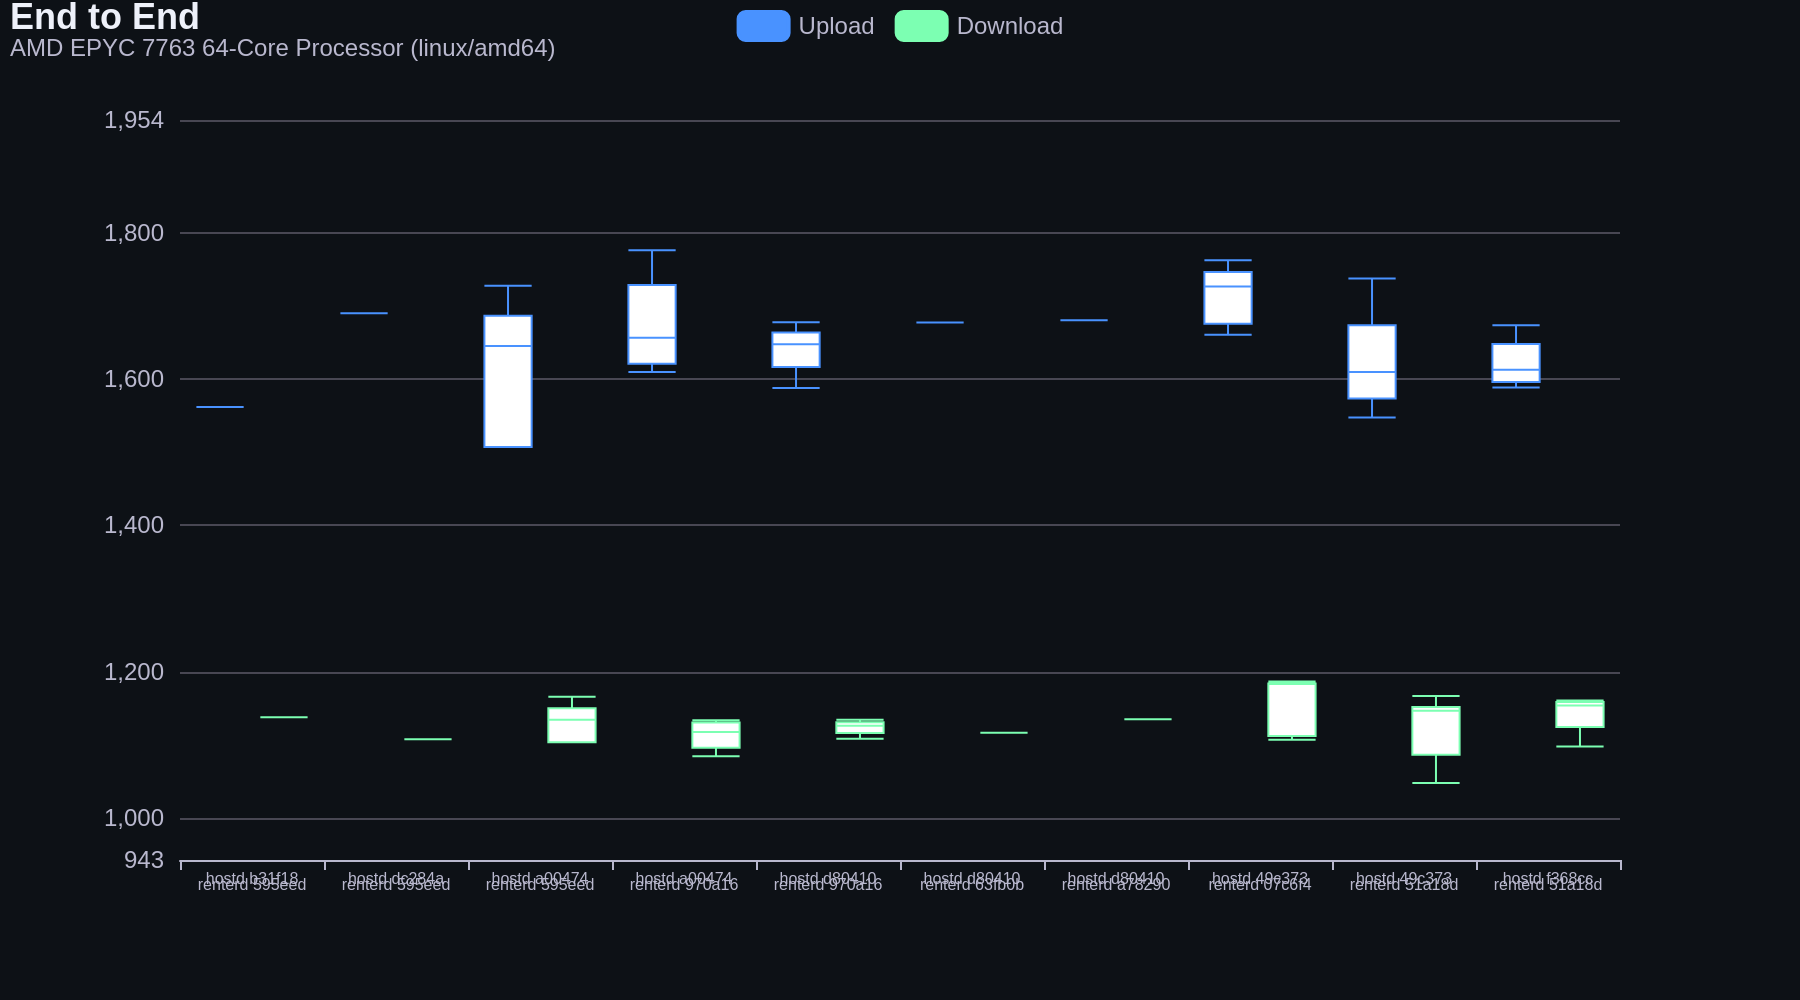 End to End
AMD EPYC 7763 64-Core Processor (linux/amd64)
Upload
Download
1,954
1,800
1,600
1,400
1,200
1,000
943
hostd b31f18
renterd 595eed
hostd dc284a
renterd 595eed
hostd a00474
renterd 595eed
hostd a00474
renterd 970a16
hostd d80410
renterd 970a16
hostd d80410
renterd 63fb0b
hostd d80410
renterd a78290
hostd 49c373
renterd 07c6f4
hostd 49c373
renterd 51a18d
hostd f368cc
renterd 51a18d